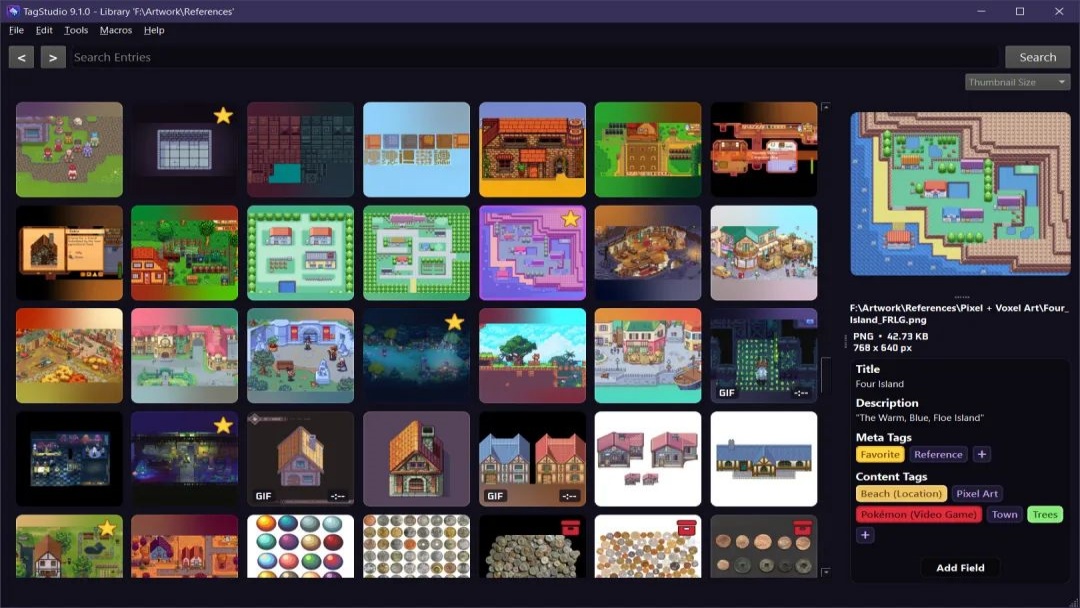 TagStudio 9.1.0 - Library 'F:\Artwork\References'
File Edit Tools Macros Help
< > Search Entries Search
Thumbnail Size
F:\Artwork\References\Pixel + Voxel Art\Four_
Island_FRLG.png
PNG • 42.73 KB
768 x 640 px
Title
Four Island
Description
"The Warm, Blue, Floe Island"
Meta Tags
Favorite Reference +
Content Tags
Beach (Location) Pixel Art
Pokémon (Video Game) Town Trees
+
Add Field
GIF -:--
GIF -:--
GIF -:--